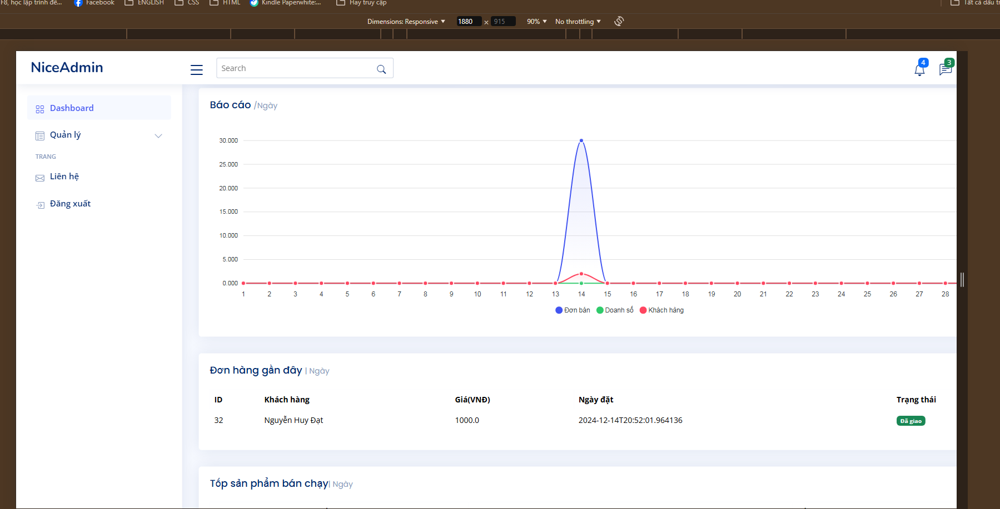 F8, học lập trình để... Facebook ENGLISH CSS HTML Kindle Paperwhite:... Hay truy cập Tất cả dấu tr
Dimensions: Responsive 1880 × 915 90% No throttling
NiceAdmin Search 4 3
Dashboard
Quản lý
TRANG
Liên hệ
Đăng xuất
Báo cáo /Ngày
30.000
25.000
20.000
15.000
10.000
5.000
0.000
1 2 3 4 5 6 7 8 9 10 11 12 13 14 15 16 17 18 19 20 21 22 23 24 25 26 27 28
Đơn bán Doanh số Khách hàng
Đơn hàng gần đây | Ngày
ID Khách hàng Giá(VNĐ) Ngày đặt Trạng thái
32 Nguyễn Huy Đạt 1000.0 2024-12-14T20:52:01.964136 Đã giao
Tốp sản phẩm bán chạy| Ngày